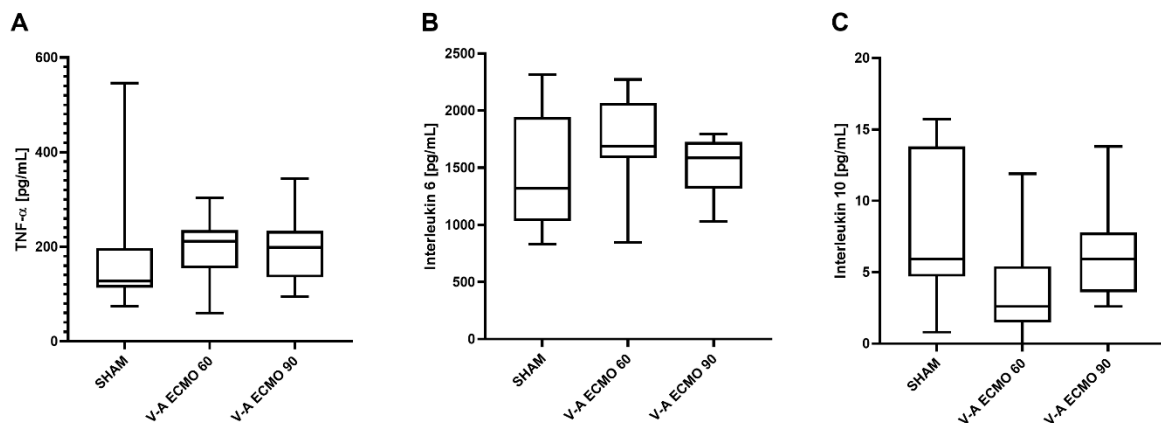 A
TNF-α [pg/mL]
600
400
200
0
SHAM
V-A ECMO 60
V-A ECMO 90
B
Interleukin 6 [pg/mL]
2500
2000
1500
1000
500
0
SHAM
V-A ECMO 60
V-A ECMO 90
C
Interleukin 10 [pg/mL]
20
15
10
5
0
SHAM
V-A ECMO 60
V-A ECMO 90